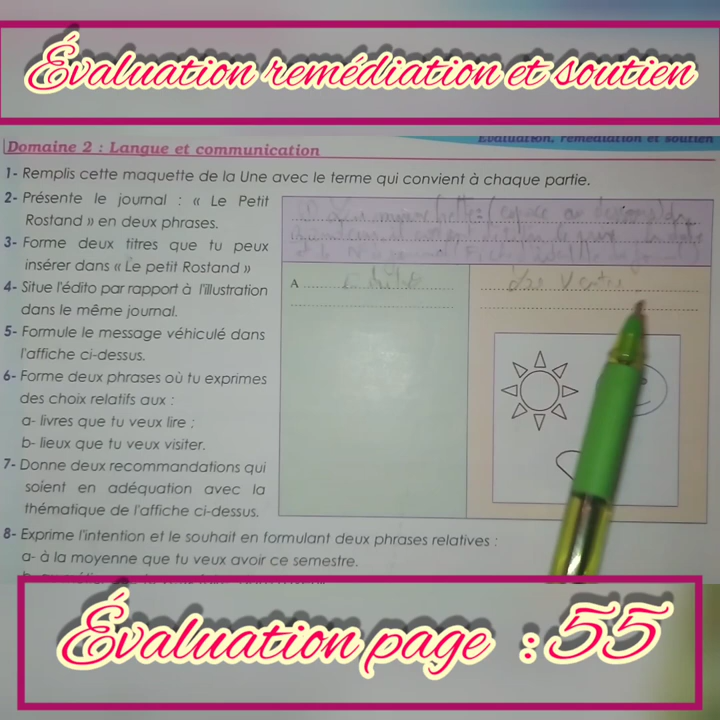 Évaluation remédiation et soutien
Evaluation, remédiation et soutien
Domaine 2 : Langue et communication
1- Remplis cette maquette de la Une avec le terme qui convient à chaque partie.
2- Présente le journal : « Le Petit
Rostand » en deux phrases.
3- Forme deux titres que tu peux
insérer dans « Le petit Rostand »
4- Situe l'édito par rapport à l'illustration
dans le même journal.
5- Formule le message véhiculé dans
l'affiche ci-dessus.
6- Forme deux phrases où tu exprimes
des choix relatifs aux :
a- livres que tu veux lire ;
b- lieux que tu veux visiter.
7- Donne deux recommandations qui
soient en adéquation avec la
thématique de l'affiche ci-dessus.
A
8- Exprime l'intention et le souhait en formulant deux phrases relatives :
a- à la moyenne que tu veux avoir ce semestre.
Évaluation page : 55